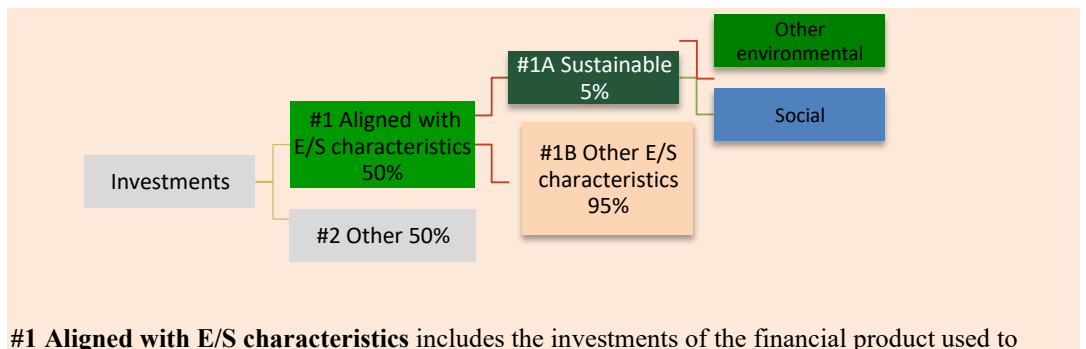 Investments
#1 Aligned with
E/S characteristics
50%
#2 Other 50%
#1A Sustainable
5%
#1B Other E/S
characteristics
95%
Other
environmental
Social
#1 Aligned with E/S characteristics includes the investments of the financial product used to